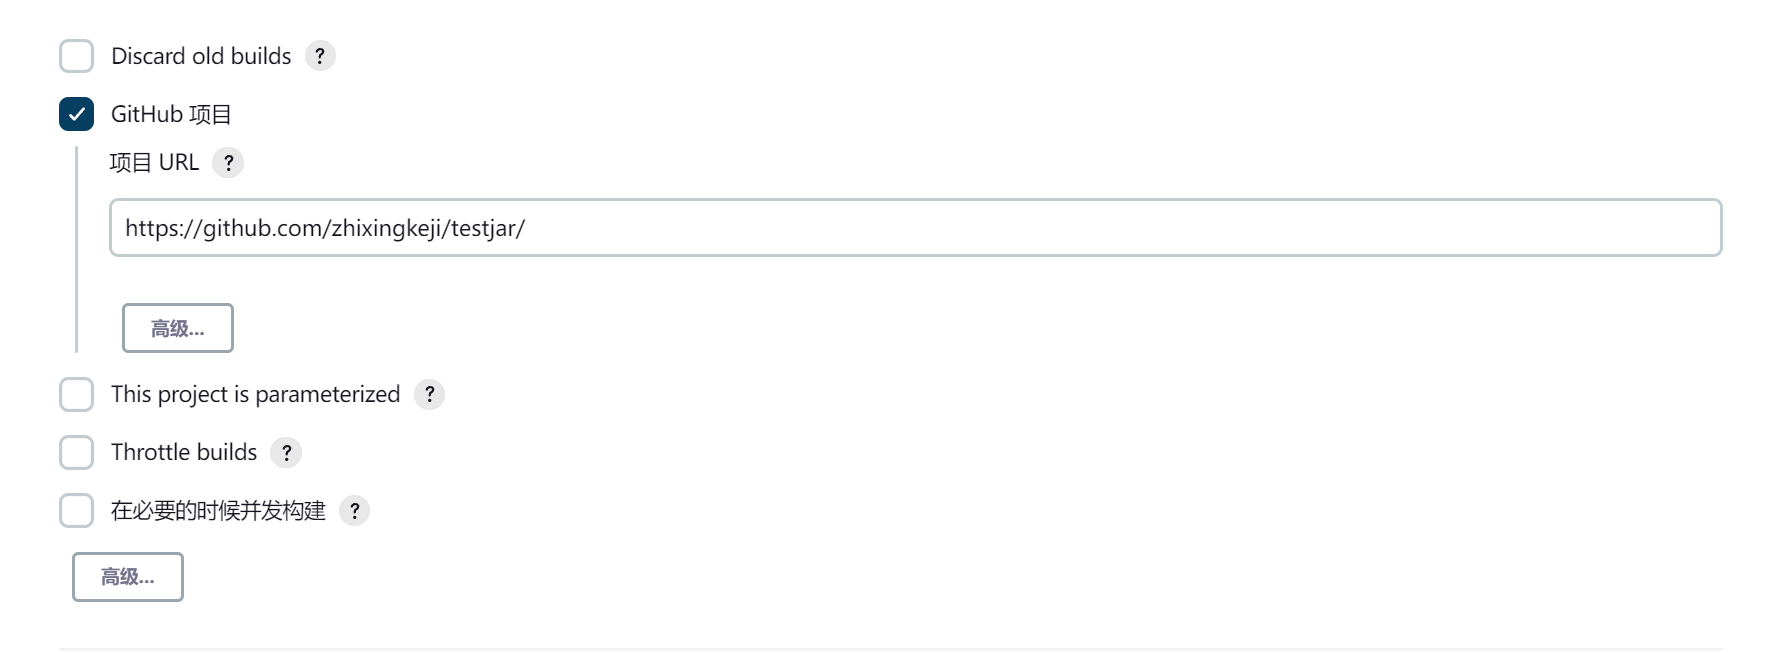 Discard old builds ?
GitHub 项目
项目 URL ?
https://github.com/zhixingkeji/testjar/
高级...
This project is parameterized ?
Throttle builds ?
在必要的时候并发构建 ?
高级...